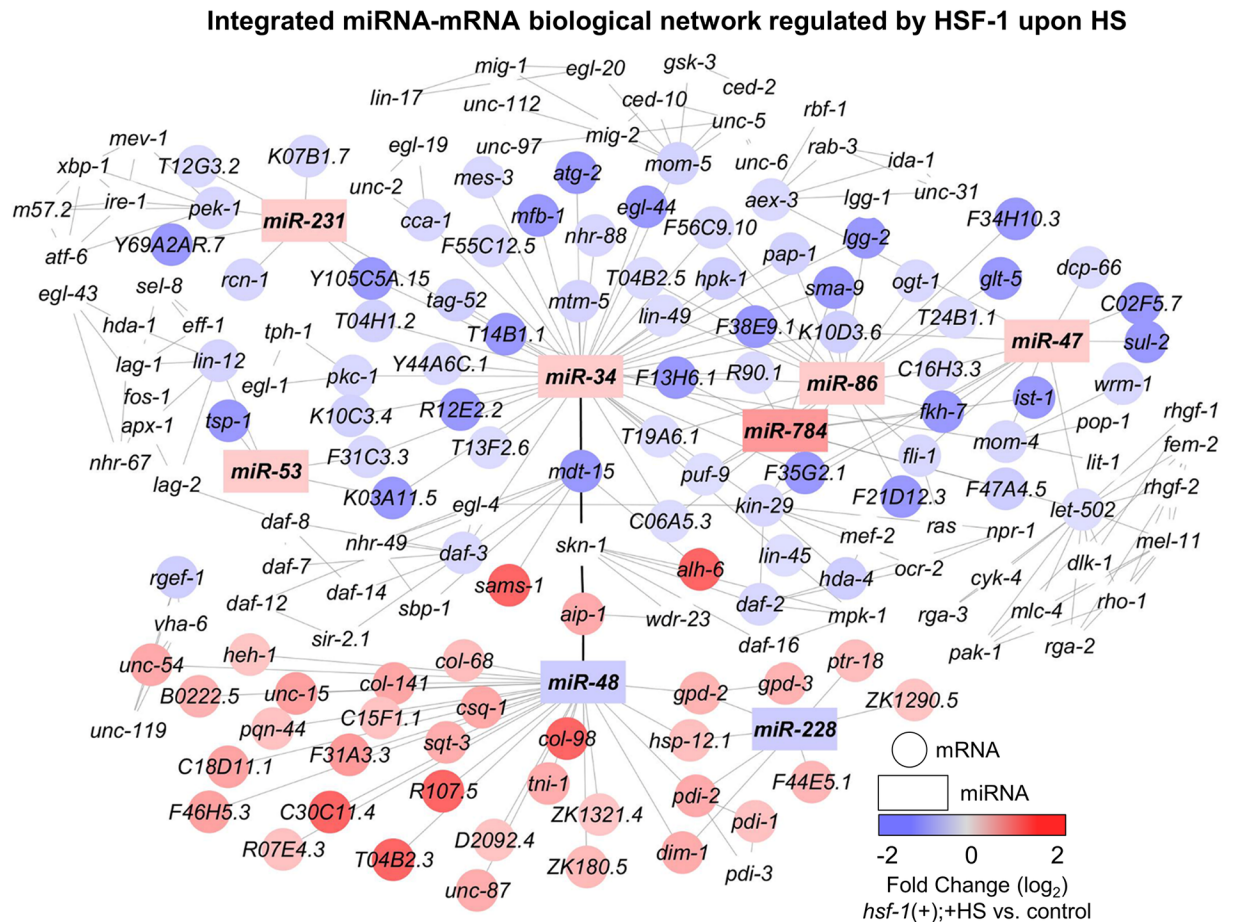 Integrated miRNA-mRNA biological network regulated by HSF-1 upon HS
mig-1
egl-20
gsk-3
ced-2
lin-17
unc-112
ced-10
unc-5
rbf-1
mev-1
egl-19
unc-97
mig-2
rab-3
xbp-1
T12G3.2
K07B1.7
mom-5
unc-6
ida-1
unc-2
mes-3
atg-2
aex-3
lgg-1
unc-31
m57.2
ire-1
pek-1
miR-231
cca-1
mfb-1
egl-44
F56C9.10
F34H10.3
atf-6
Y69A2AR.7
F55C12.5
nhr-88
pap-1
lgg-2
dcp-66
rcn-1
Y105C5A.15
T04B2.5
hpk-1
sma-9
ogt-1
glt-5
egl-43
sel-8
tag-52
mtm-5
C02F5.7
hda-1
eff-1
tph-1
T04H1.2
T14B1.1
lin-49
F38E9.1
K10D3.6
T24B1.1
miR-47
sul-2
lag-1
lin-12
pkc-1
Y44A6C.1
miR-34
F13H6.1
R90.1
miR-86
C16H3.3
wrm-1
fos-1
egl-1
K10C3.4
R12E2.2
fkh-7
ist-1
rhgf-1
apx-1
tsp-1
T19A6.1
miR-784
mom-4
pop-1
fem-2
nhr-67
miR-53
F31C3.3
T13F2.6
fli-1
lit-1
lag-2
K03A11.5
mdt-15
puf-9
F35G2.1
F21D12.3
F47A4.5
rhgf-2
daf-8
egl-4
C06A5.3
kin-29
let-502
nhr-49
daf-3
skn-1
mef-2
ras
npr-1
mel-11
daf-7
lin-45
ocr-2
dlk-1
rgef-1
daf-14
sams-1
alh-6
hda-4
cyk-4
daf-12
sbp-1
aip-1
wdr-23
daf-2
mpk-1
rga-3
mlc-4
rho-1
vha-6
sir-2.1
daf-16
pak-1
rga-2
unc-54
heh-1
col-68
ptr-18
B0222.5
unc-15
col-141
miR-48
gpd-2
gpd-3
ZK1290.5
unc-119
pqn-44
C15F1.1
csq-1
miR-228
C18D11.1
F31A3.3
sqt-3
col-98
hsp-12.1
mRNA
F46H5.3
C30C11.4
R107.5
tni-1
pdi-2
F44E5.1
miRNA
R07E4.3
T04B2.3
D2092.4
ZK1321.4
pdi-1
unc-87
ZK180.5
dim-1
pdi-3
-2 0 2
Fold Change (log2)
hsf-1(+);+HS vs. control